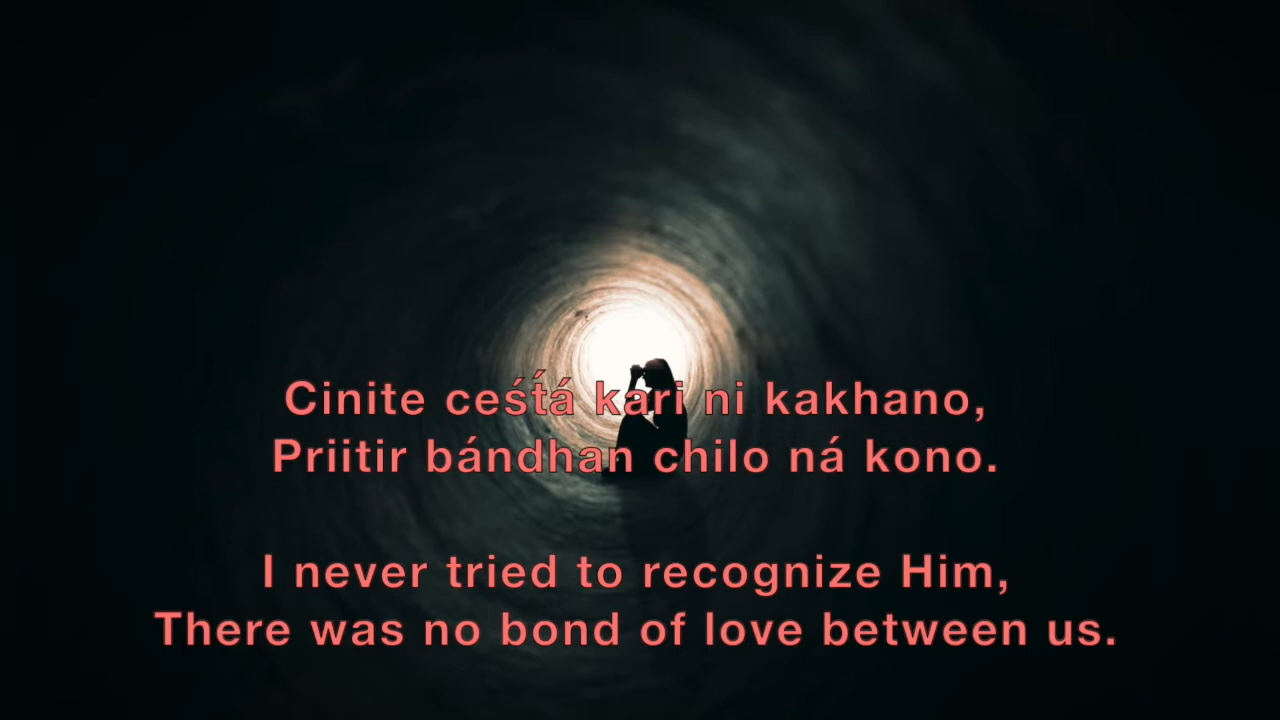 Cinite ceśt́á kari ni kakhano,
Priitir bándhan chilo ná kono.
I never tried to recognize Him,
There was no bond of love between us.